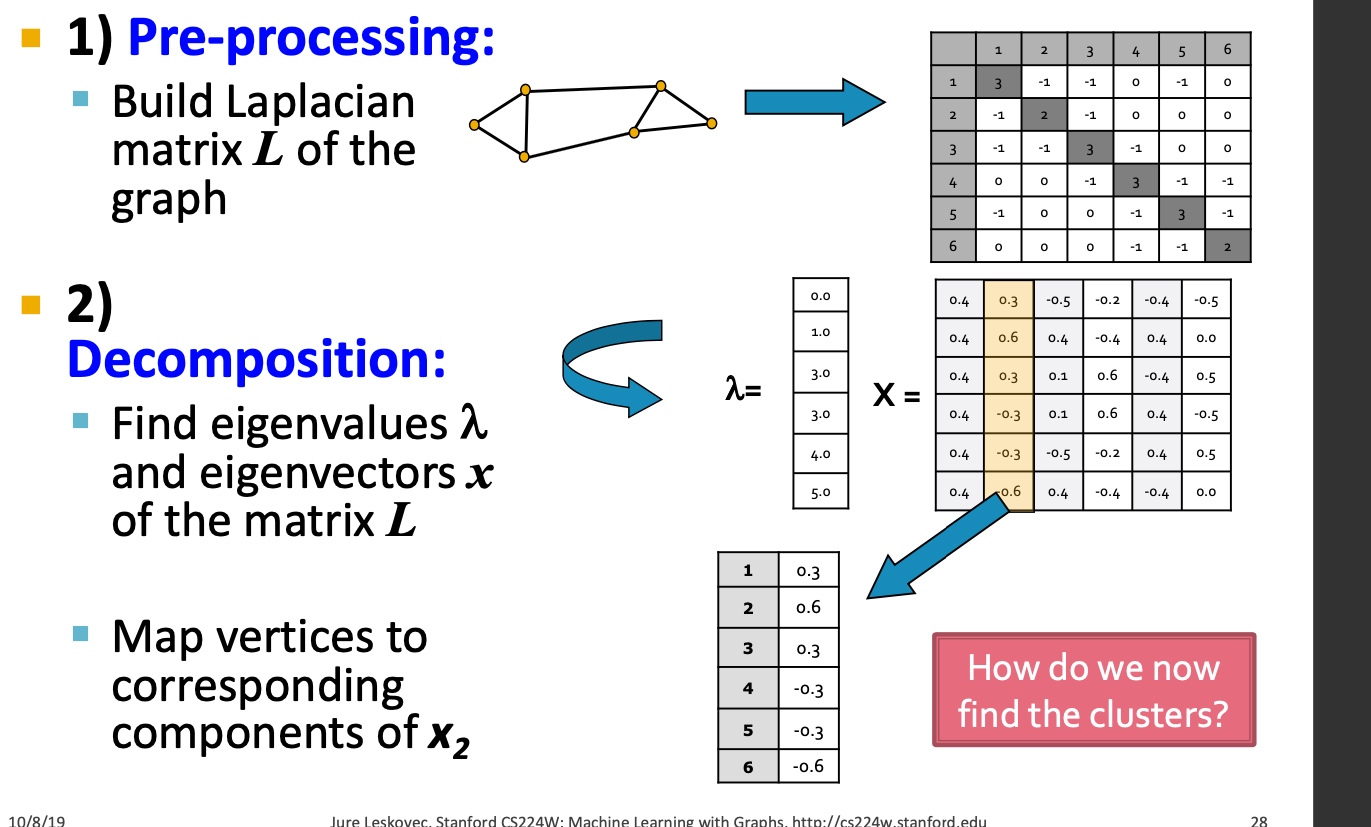 1) Pre-processing:
Build Laplacian
matrix L of the
graph
1 2 3 4 5 6
1 3 -1 -1 0 -1 0
2 -1 2 -1 0 0 0
3 -1 -1 3 -1 0 0
4 0 0 -1 3 -1 -1
5 -1 0 0 -1 3 -1
6 0 0 0 -1 -1 2
2)
Decomposition:
Find eigenvalues λ
and eigenvectors x
of the matrix L
λ=
0.0
1.0
3.0
3.0
4.0
5.0
X =
0.4 0.3 -0.5 -0.2 -0.4 -0.5
0.4 0.6 0.4 -0.4 0.4 0.0
0.4 0.3 0.1 0.6 -0.4 0.5
0.4 -0.3 0.1 0.6 0.4 -0.5
0.4 -0.3 -0.5 -0.2 0.4 0.5
0.4 -0.6 0.4 -0.4 -0.4 0.0
Map vertices to
corresponding
components of x2
1 0.3
2 0.6
3 0.3
4 -0.3
5 -0.3
6 -0.6
How do we now
find the clusters?
10/8/19 Jure Leskovec, Stanford CS224W: Machine Learning with Graphs, http://cs224w.stanford.edu 28